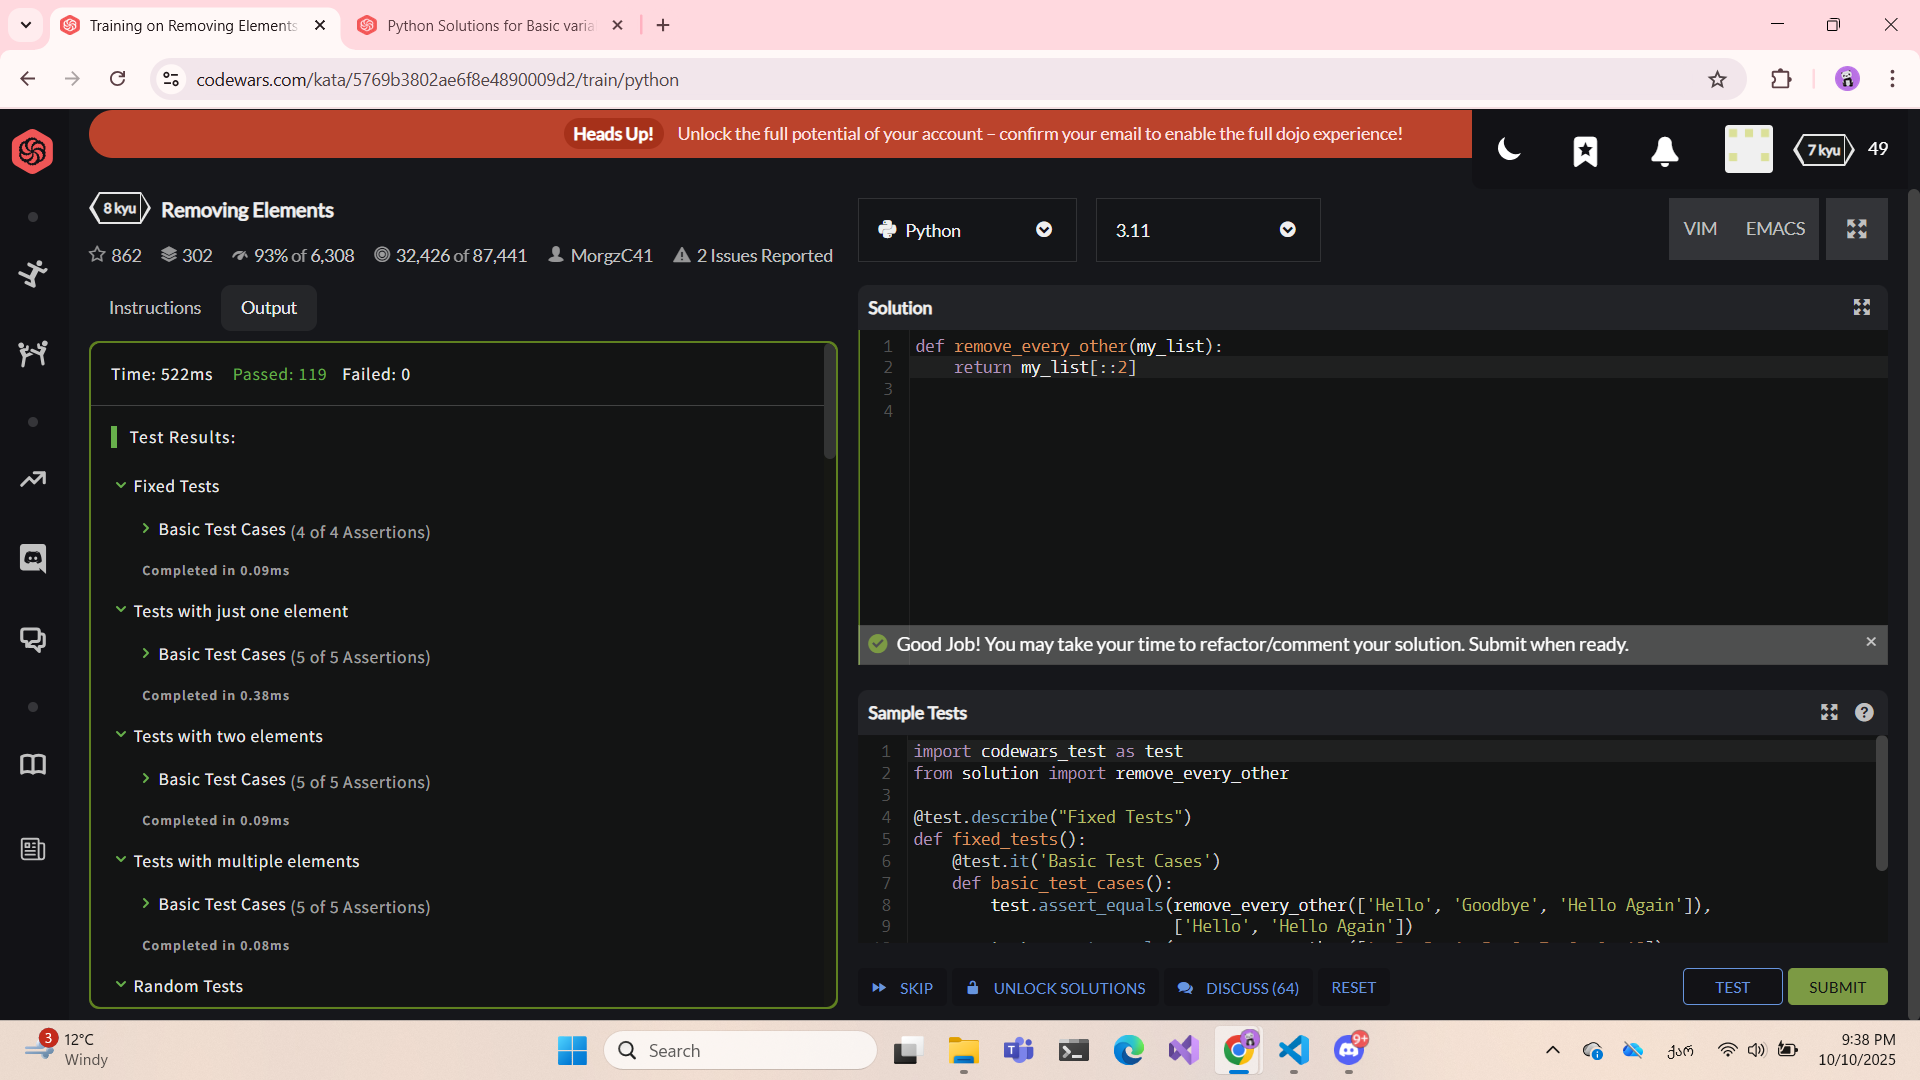 Training on Removing Elements
Python Solutions for Basic varia
codewars.com/kata/5769b3802ae6f8e4890009d2/train/python
Heads Up! Unlock the full potential of your account – confirm your email to enable the full dojo experience!
7 kyu 49
8 kyu Removing Elements
862 302 93% of 6,308 32,426 of 87,441 MorgzC41 2 Issues Reported
Python 3.11 VIM EMACS
Instructions Output
Time: 522ms Passed: 119 Failed: 0
Test Results:
Fixed Tests
Basic Test Cases (4 of 4 Assertions)
Completed in 0.09ms
Tests with just one element
Basic Test Cases (5 of 5 Assertions)
Completed in 0.38ms
Tests with two elements
Basic Test Cases (5 of 5 Assertions)
Completed in 0.09ms
Tests with multiple elements
Basic Test Cases (5 of 5 Assertions)
Completed in 0.08ms
Random Tests
Solution
1 def remove_every_other(my_list):
2 return my_list[::2]
3
4
Good Job! You may take your time to refactor/comment your solution. Submit when ready.
Sample Tests
1 import codewars_test as test
2 from solution import remove_every_other
3
4 @test.describe("Fixed Tests")
5 def fixed_tests():
6 @test.it('Basic Test Cases')
7 def basic_test_cases():
8 test.assert_equals(remove_every_other(['Hello', 'Goodbye', 'Hello Again']),
9 ['Hello', 'Hello Again'])
SKIP UNLOCK SOLUTIONS DISCUSS (64) RESET TEST SUBMIT
3 12°C
Windy
Search
9+
ქარ
9:38 PM
10/10/2025